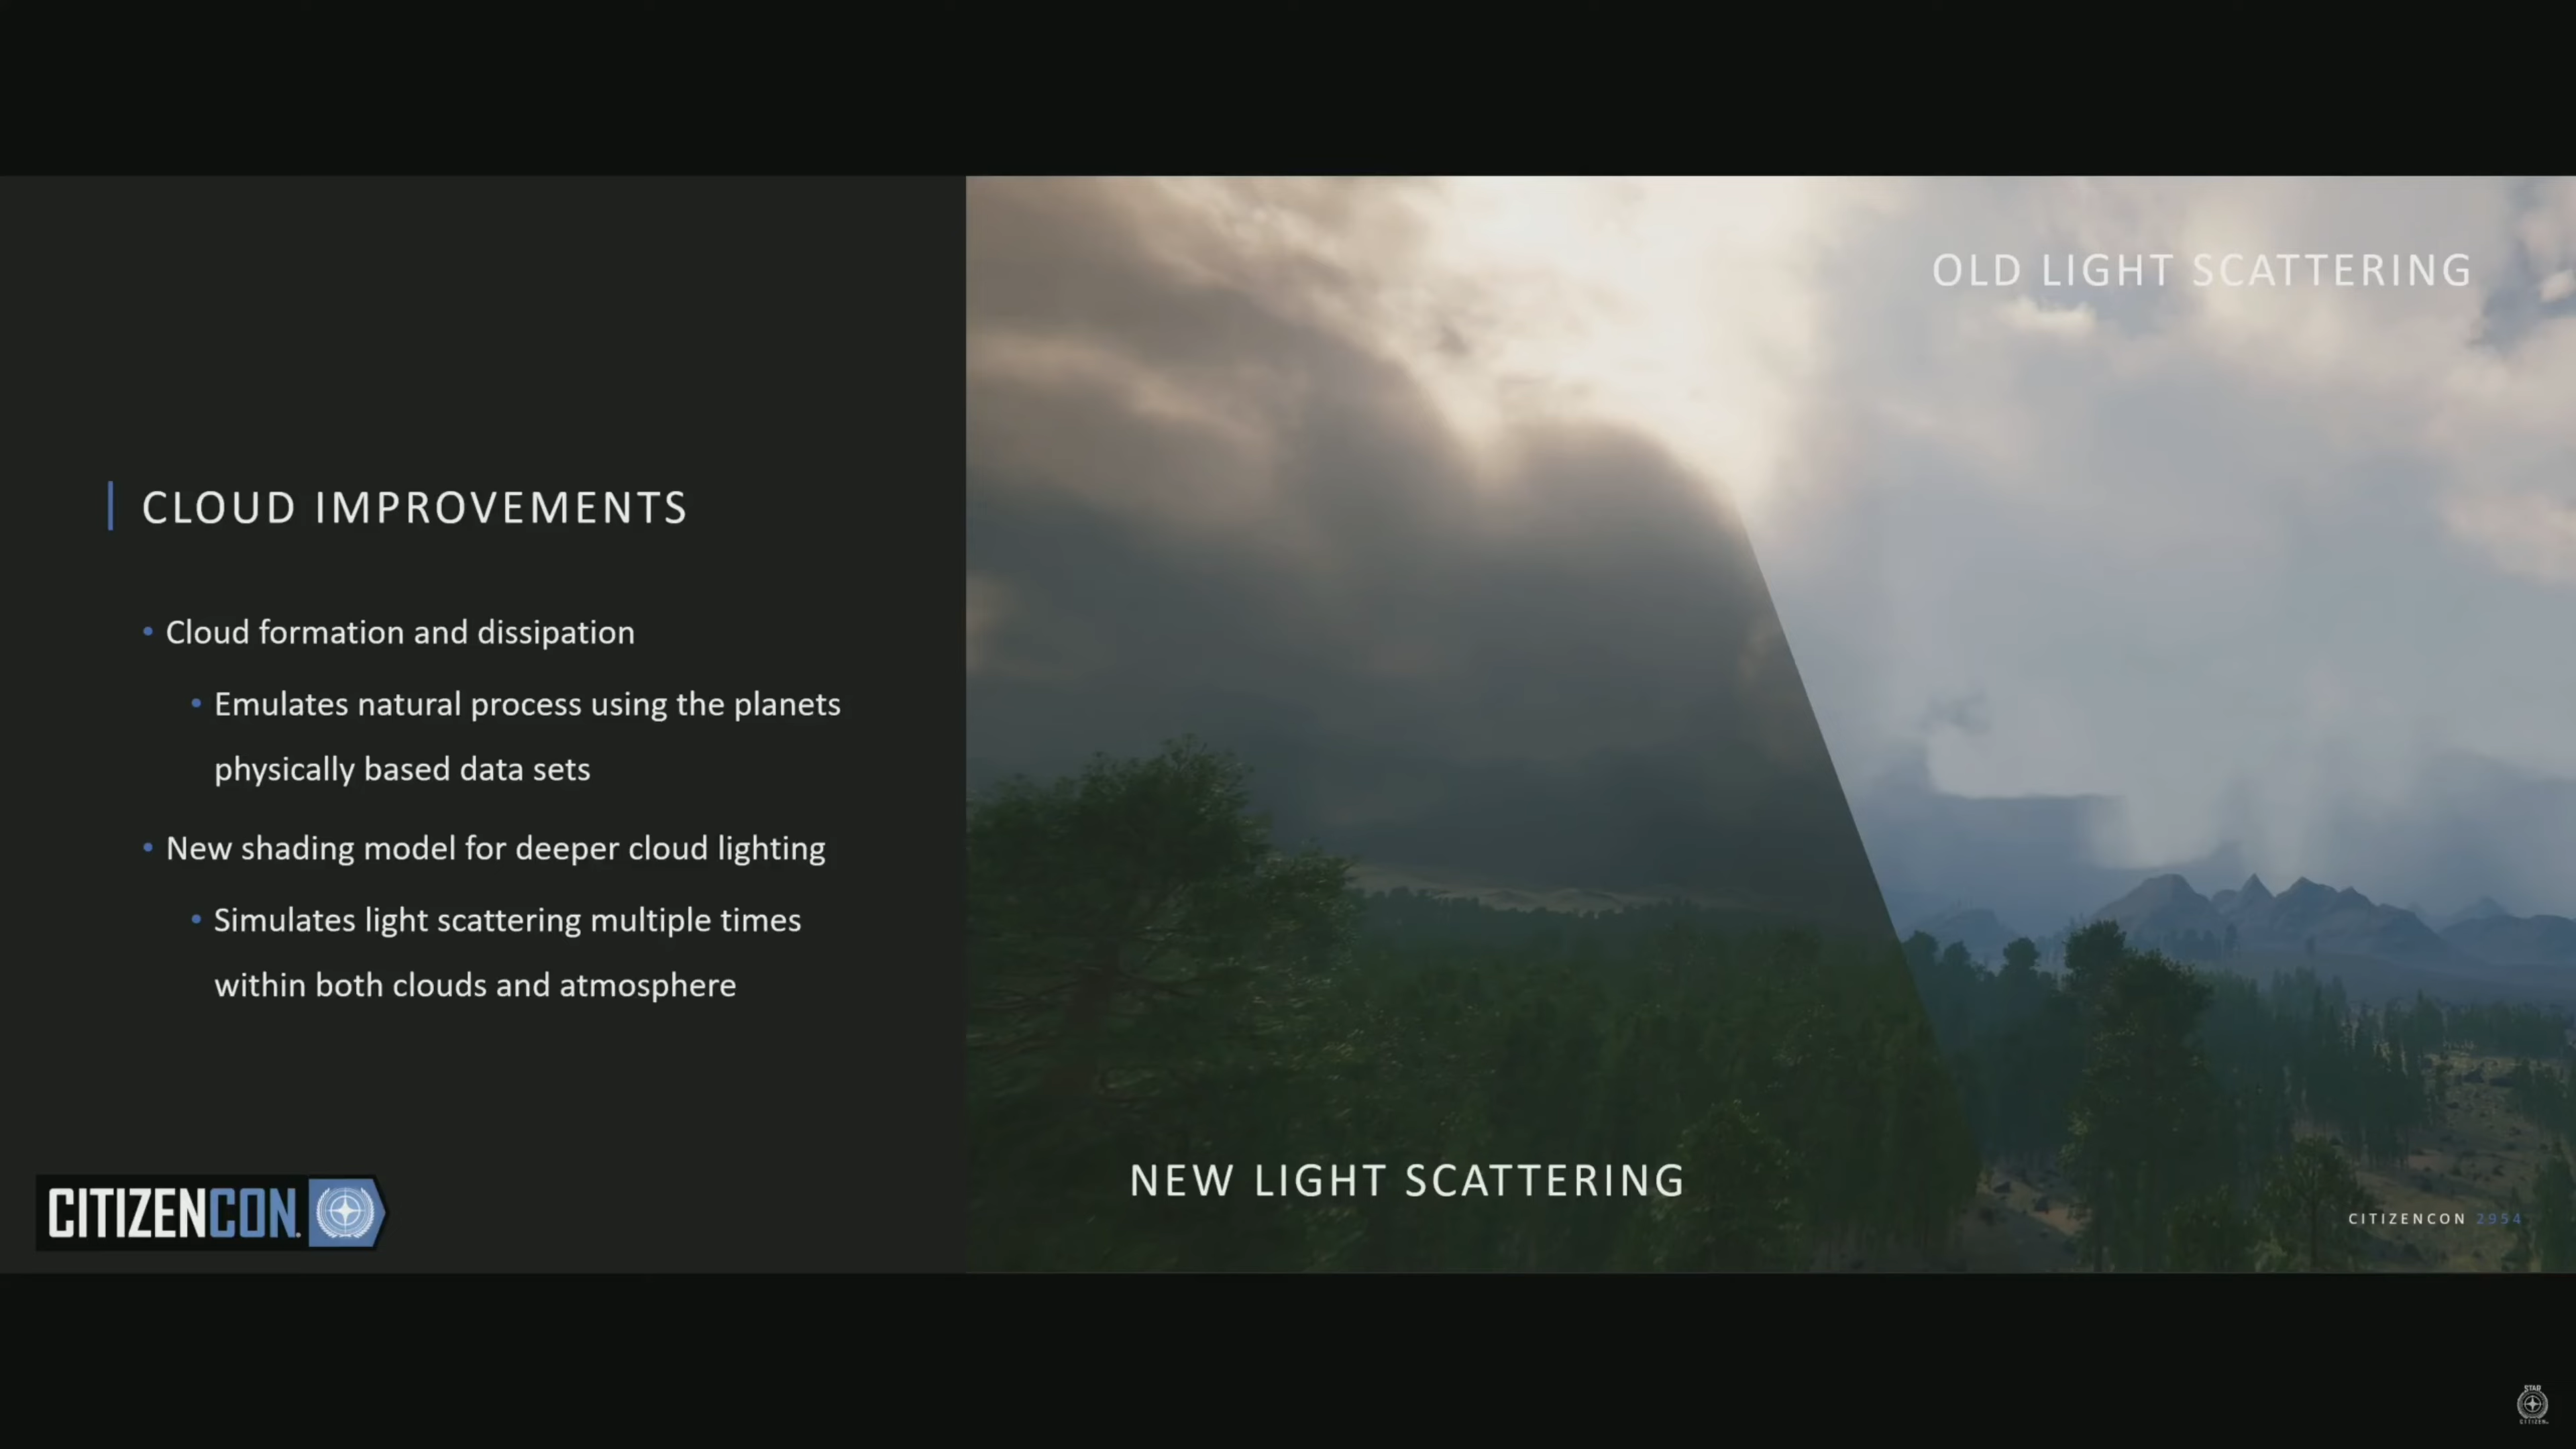 OLD LIGHT SCATTERING
CLOUD IMPROVEMENTS
• Cloud formation and dissipation
• Emulates natural process using the planets
physically based data sets
• New shading model for deeper cloud lighting
• Simulates light scattering multiple times
within both clouds and atmosphere
NEW LIGHT SCATTERING
CITIZENCON
CITIZENCON 2954
STAR
CITIZEN